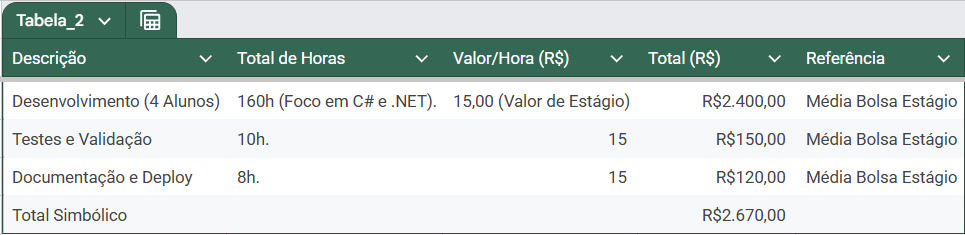 Tabela_2
Descrição Total de Horas Valor/Hora (R$) Total (R$) Referência
Desenvolvimento (4 Alunos) 160h (Foco em C# e .NET). 15,00 (Valor de Estágio) R$2.400,00 Média Bolsa Estágio
Testes e Validação 10h. 15 R$150,00 Média Bolsa Estágio
Documentação e Deploy 8h. 15 R$120,00 Média Bolsa Estágio
Total Simbólico R$2.670,00